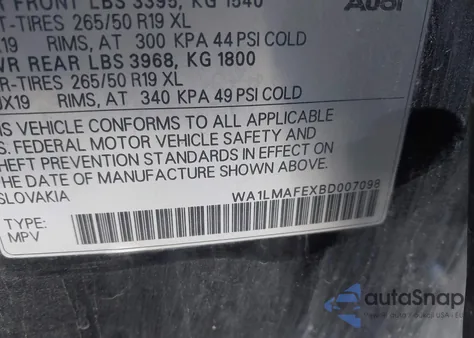 FRONT LBS 3395, KG 1540
Audi
-TIRES 265/50 R19 XL
X19 RIMS, AT 300 KPA 44 PSI COLD
WR REAR LBS 3968, KG 1800
R-TIRES 265/50 R19 XL
JX19 RIMS, AT 340 KPA 49 PSI COLD
IS VEHICLE CONFORMS TO ALL APPLICABLE
S. FEDERAL MOTOR VEHICLE SAFETY AND
HEFT PREVENTION STANDARDS IN EFFECT
DATE OF MANUFACTURE SHOWN ABOVE.
SLOVAKIA
WA1LMAFEXBD007098
TYPE:
MPV
autoSnap